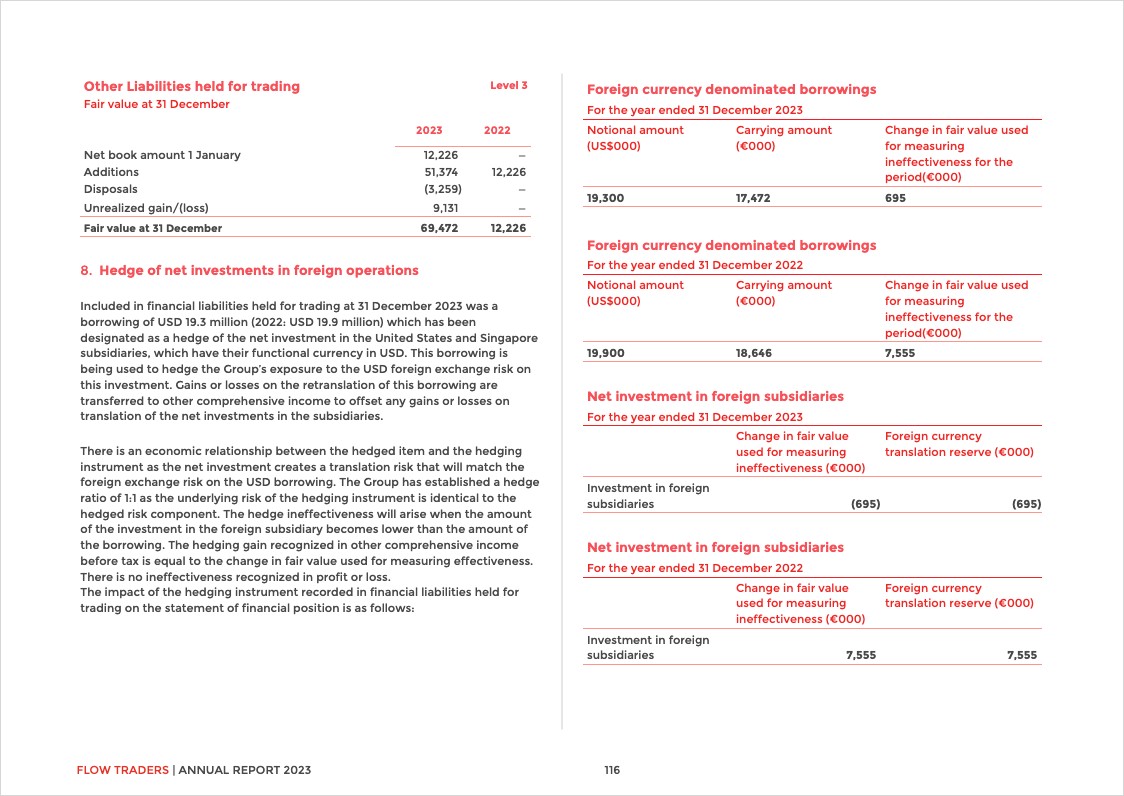 Other Liabilities held for trading Level 3
Fair value at 31 December
2023 2022
Net book amount 1 January 12,226 –
Additions 51,374 12,226
Disposals (3,259) –
Unrealized gain/(loss) 9,131 –
Fair value at 31 December 69,472 12,226
8. Hedge of net investments in foreign operations
Included in financial liabilities held for trading at 31 December 2023 was a
borrowing of USD 19.3 million (2022: USD 19.9 million) which has been
designated as a hedge of the net investment in the United States and Singapore
subsidiaries, which have their functional currency in USD. This borrowing is
being used to hedge the Group's exposure to the USD foreign exchange risk on
this investment. Gains or losses on the retranslation of this borrowing are
transferred to other comprehensive income to offset any gains or losses on
translation of the net investments in the subsidiaries.
There is an economic relationship between the hedged item and the hedging
instrument as the net investment creates a translation risk that will match the
foreign exchange risk on the USD borrowing. The Group has established a hedge
ratio of 1:1 as the underlying risk of the hedging instrument is identical to the
hedged risk component. The hedge ineffectiveness will arise when the amount
of the investment in the foreign subsidiary becomes lower than the amount of
the borrowing. The hedging gain recognized in other comprehensive income
before tax is equal to the change in fair value used for measuring effectiveness.
There is no ineffectiveness recognized in profit or loss.
The impact of the hedging instrument recorded in financial liabilities held for
trading on the statement of financial position is as follows:
Foreign currency denominated borrowings
For the year ended 31 December 2023
Notional amount Carrying amount Change in fair value used
(US$000) (€000) for measuring
ineffectiveness for the
period(€000)
19,300 17,472 695
Foreign currency denominated borrowings
For the year ended 31 December 2022
Notional amount Carrying amount Change in fair value used
(US$000) (€000) for measuring
ineffectiveness for the
period(€000)
19,900 18,646 7,555
Net investment in foreign subsidiaries
For the year ended 31 December 2023
Change in fair value Foreign currency
used for measuring translation reserve (€000)
ineffectiveness (€000)
Investment in foreign
subsidiaries (695) (695)
Net investment in foreign subsidiaries
For the year ended 31 December 2022
Change in fair value Foreign currency
used for measuring translation reserve (€000)
ineffectiveness (€000)
Investment in foreign
subsidiaries 7,555 7,555
FLOW TRADERS | ANNUAL REPORT 2023 116